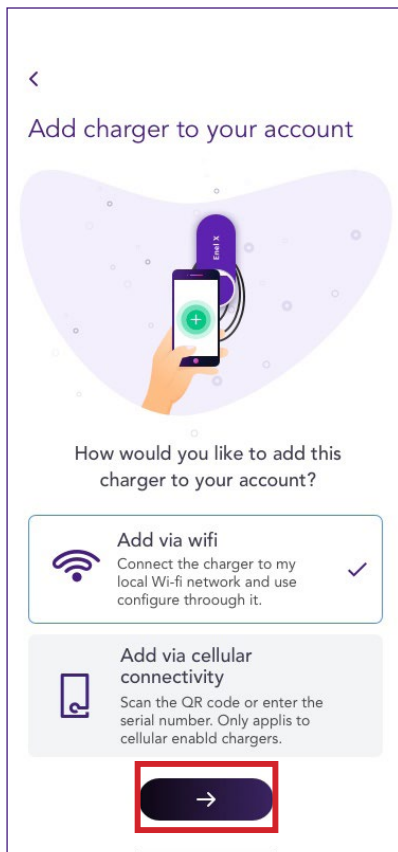 Add charger to your account
Enel X
How would you like to add this
charger to your account?
Add via wifi
Connect the charger to my
local Wi-fi network and use
configure throough it.
Add via cellular
connectivity
Scan the QR code or enter the
serial number. Only applis to
cellular enabld chargers.